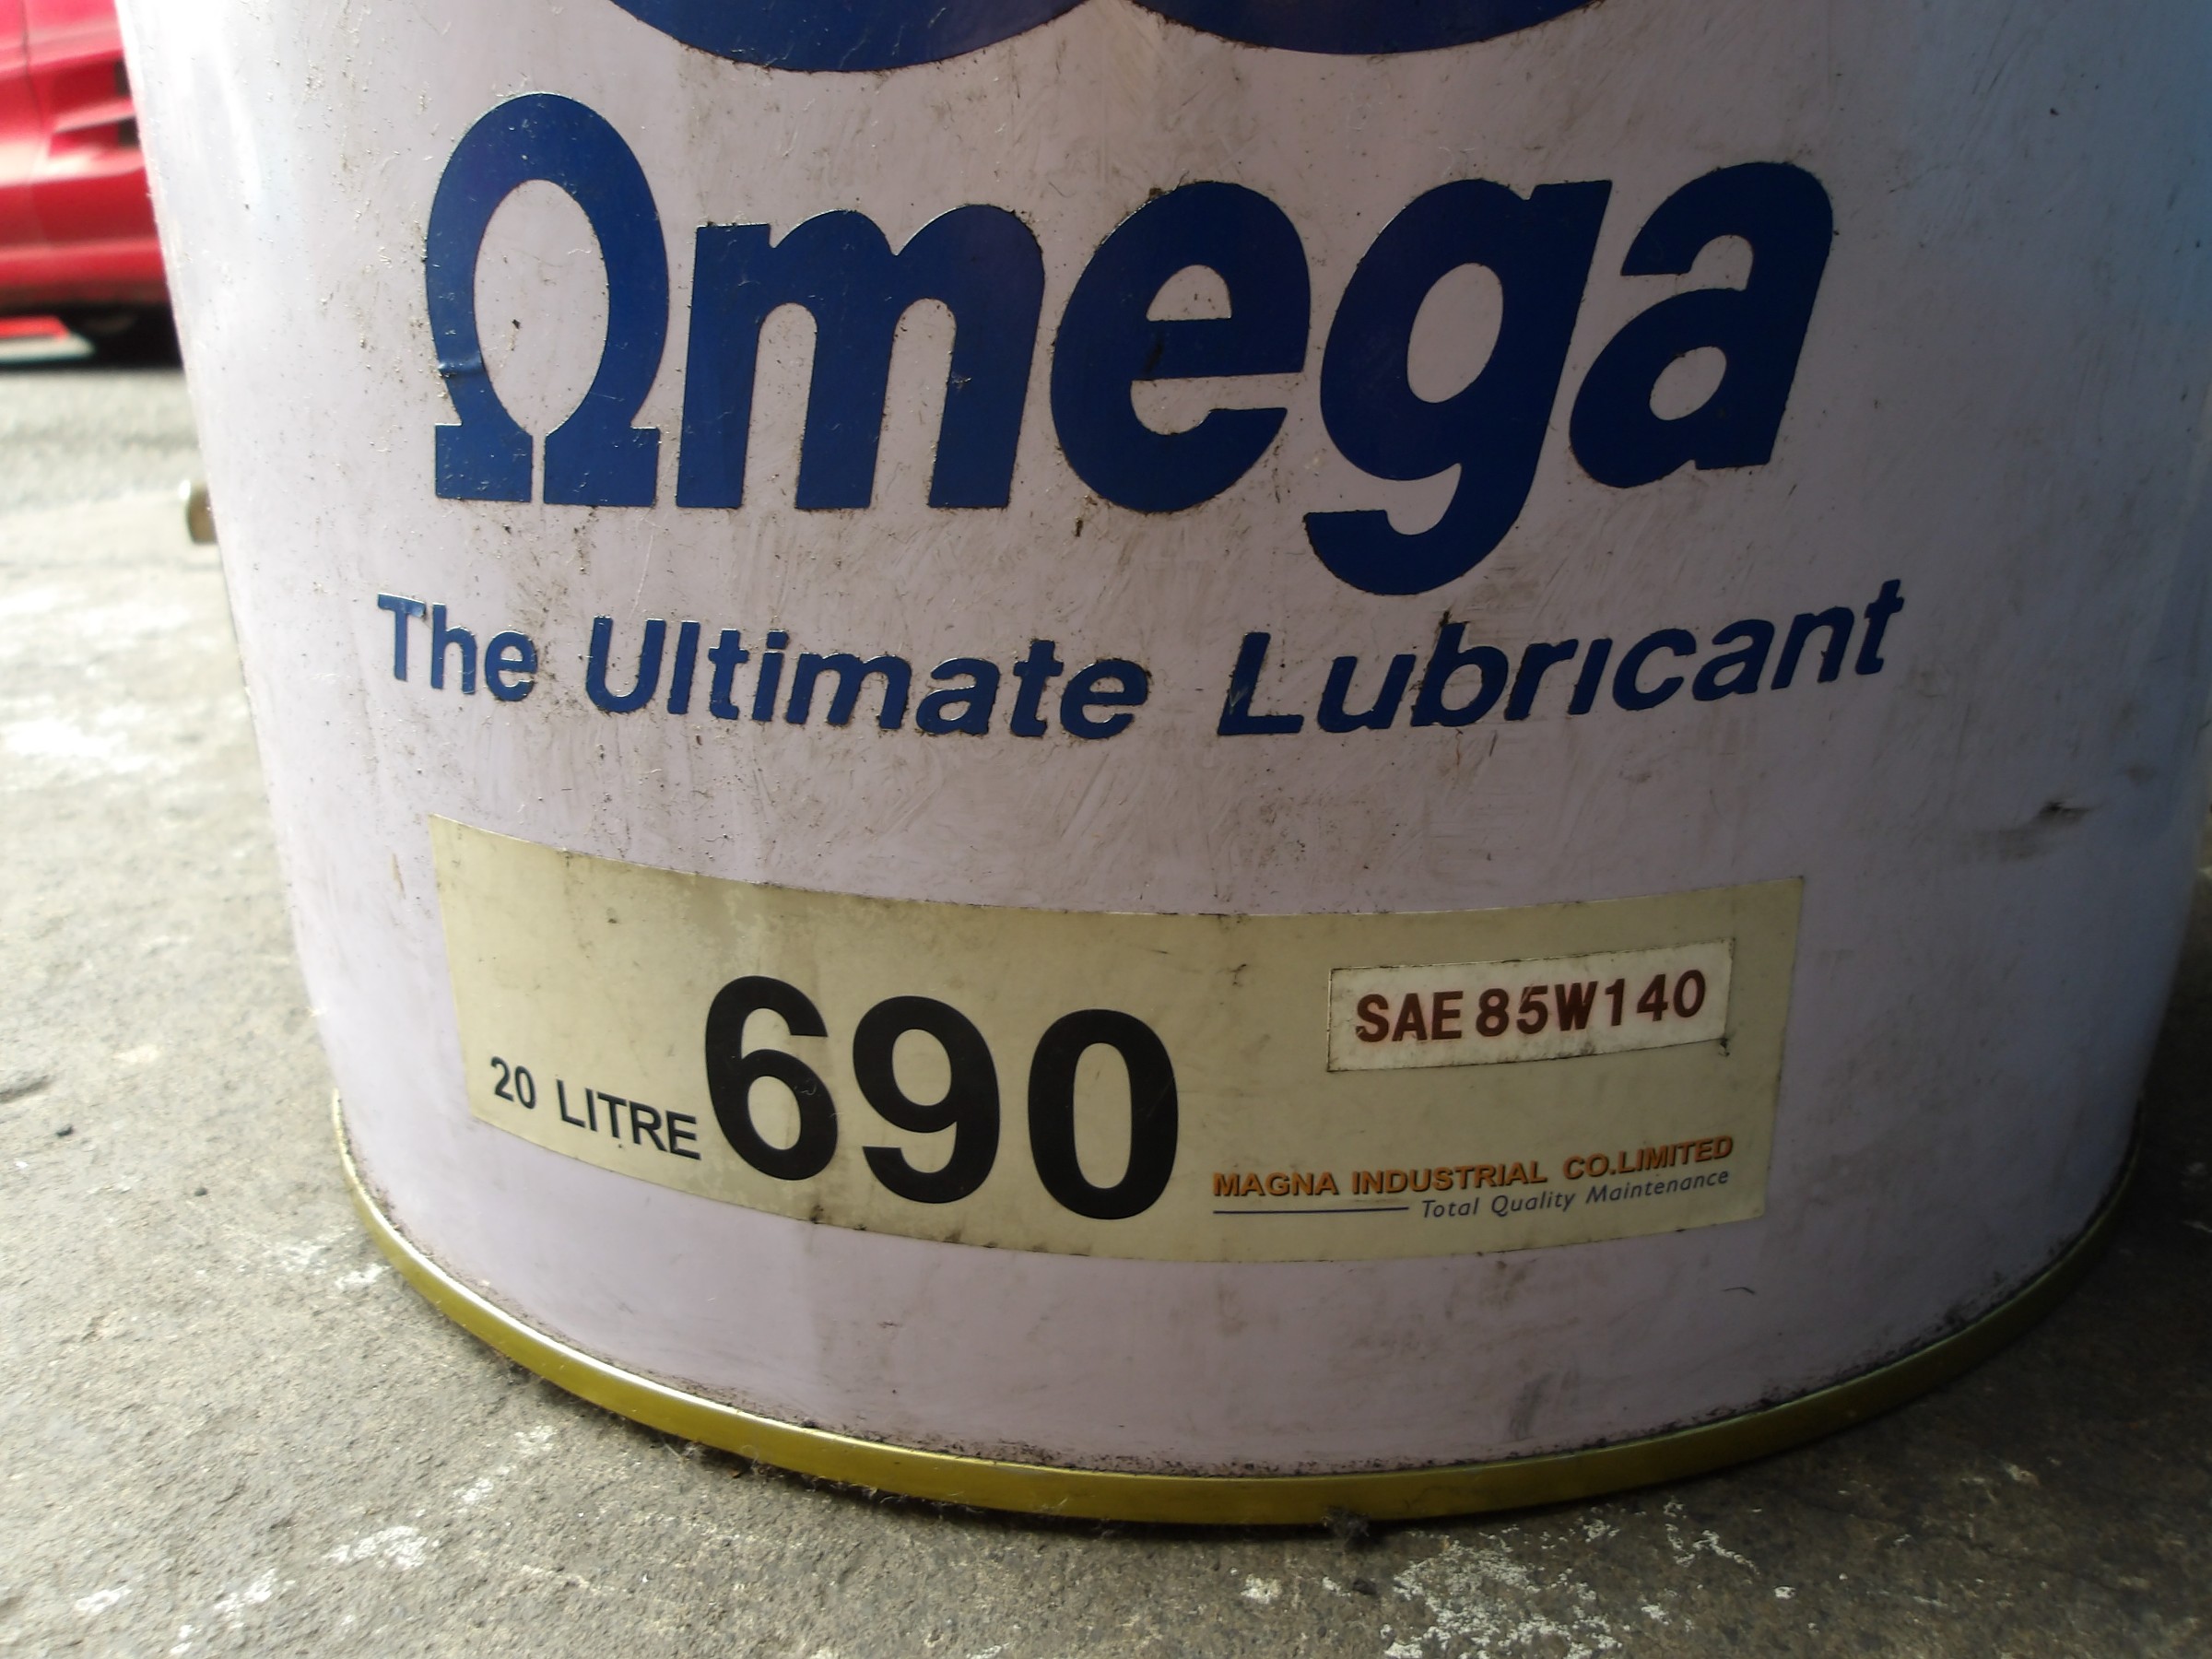 Ωmega
The Ultimate Lubricant
20 LITRE 690
SAE 85W140
MAGNA INDUSTRIAL CO.LIMITED
Total Quality Maintenance